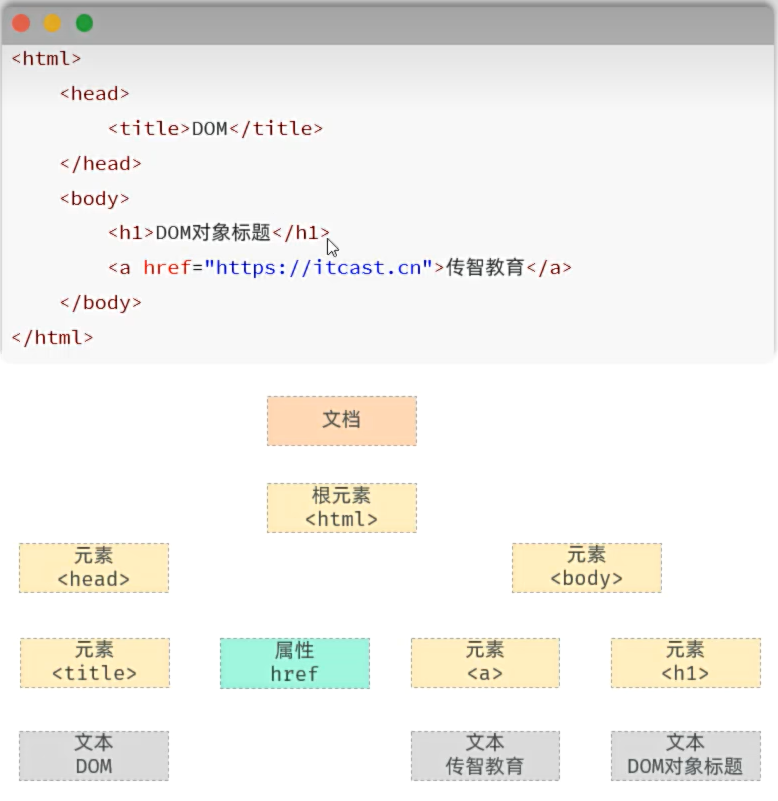 <html>
<head>
<title>DOM</title>
</head>
<body>
<h1>DOM对象标题</h1>
<a href="https://itcast.cn">传智教育</a>
</body>
</html>
文档
根元素
<html>
元素
<head>
元素
<body>
元素
<title>
属性
href
元素
<a>
元素
<h1>
文本
DOM
文本
传智教育
文本
DOM对象标题